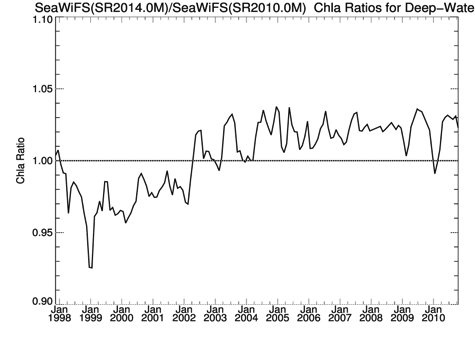 SeaWiFS(SR2014.0M)/SeaWiFS(SR2010.0M) Chla Ratios for Deep−Wate
1.10
1.05
1.00
0.95
0.90
Chla Ratio
Jan Jan Jan Jan Jan Jan Jan Jan Jan Jan Jan Jan Jan
1998 1999 2000 2001 2002 2003 2004 2005 2006 2007 2008 2009 2010